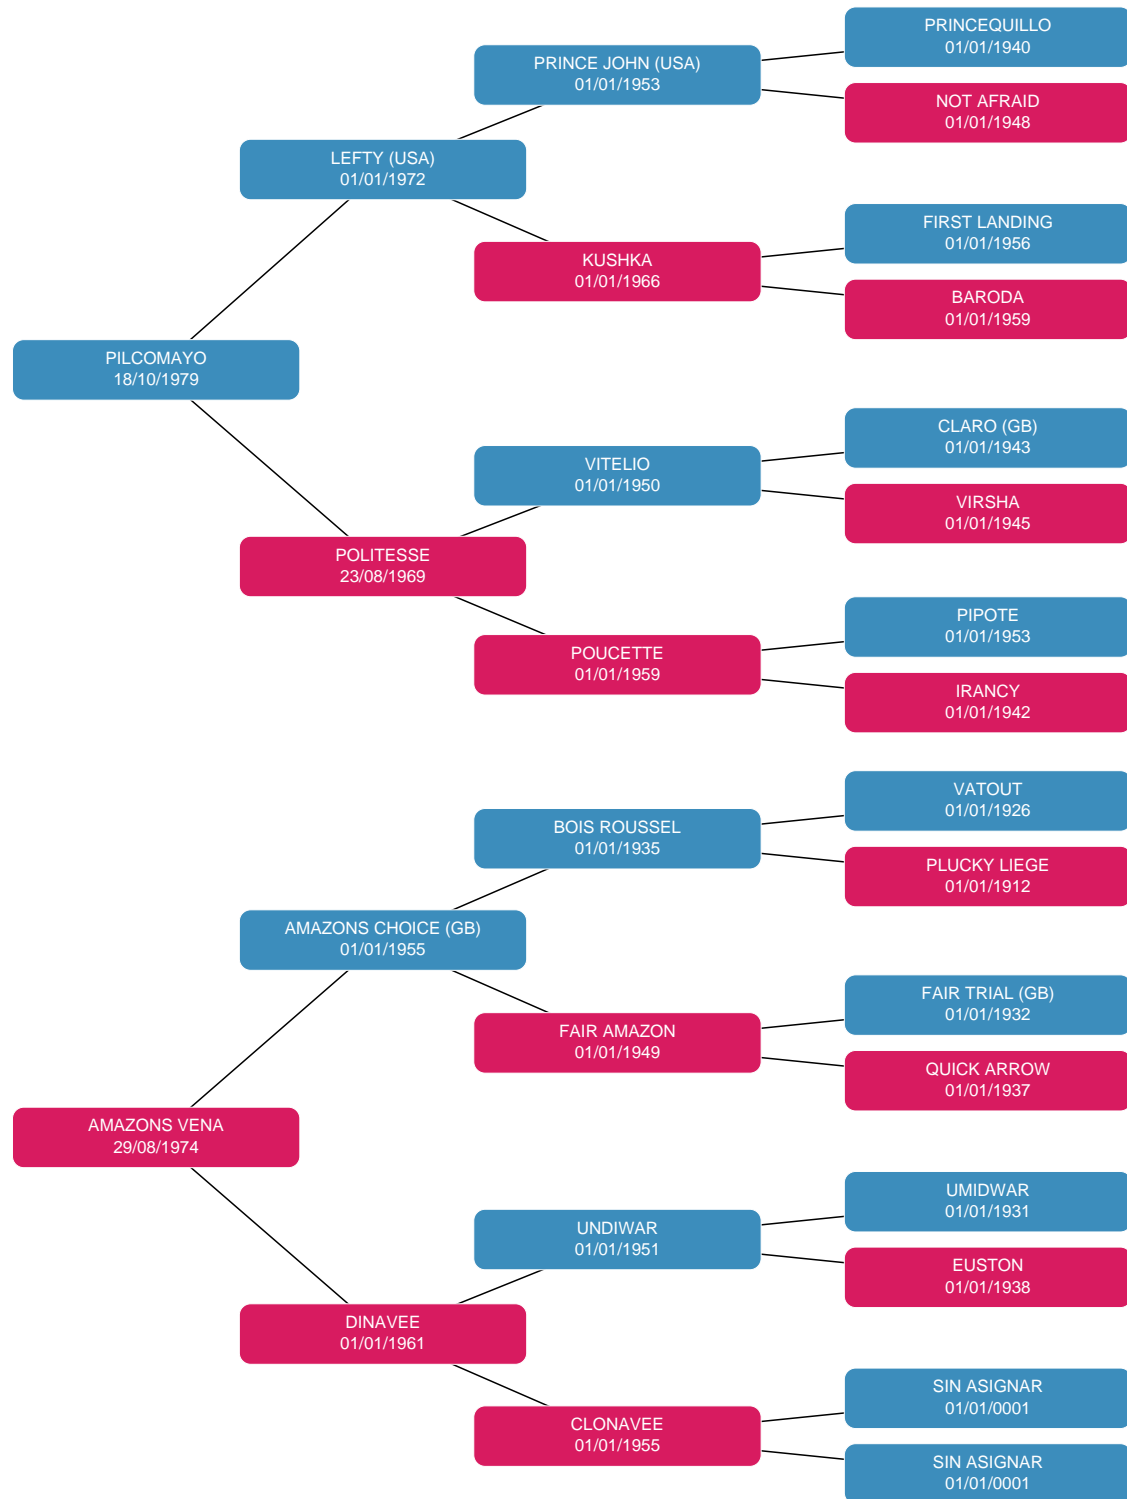 PRINCEQUILLO
01/01/1940
PRINCE JOHN (USA)
01/01/1953
NOT AFRAID
01/01/1948
LEFTY (USA)
01/01/1972
FIRST LANDING
01/01/1956
KUSHKA
01/01/1966
BARODA
01/01/1959
PILCOMAYO
18/10/1979
CLARO (GB)
01/01/1943
VITELIO
01/01/1950
VIRSHA
01/01/1945
POLITESSE
23/08/1969
PIPOTE
01/01/1953
POUCETTE
01/01/1959
IRANCY
01/01/1942
VATOUT
01/01/1926
BOIS ROUSSEL
01/01/1935
PLUCKY LIEGE
01/01/1912
AMAZONS CHOICE (GB)
01/01/1955
FAIR TRIAL (GB)
01/01/1932
FAIR AMAZON
01/01/1949
QUICK ARROW
01/01/1937
AMAZONS VENA
29/08/1974
UMIDWAR
01/01/1931
UNDIWAR
01/01/1951
EUSTON
01/01/1938
DINAVEE
01/01/1961
SIN ASIGNAR
01/01/0001
CLONAVEE
01/01/1955
SIN ASIGNAR
01/01/0001